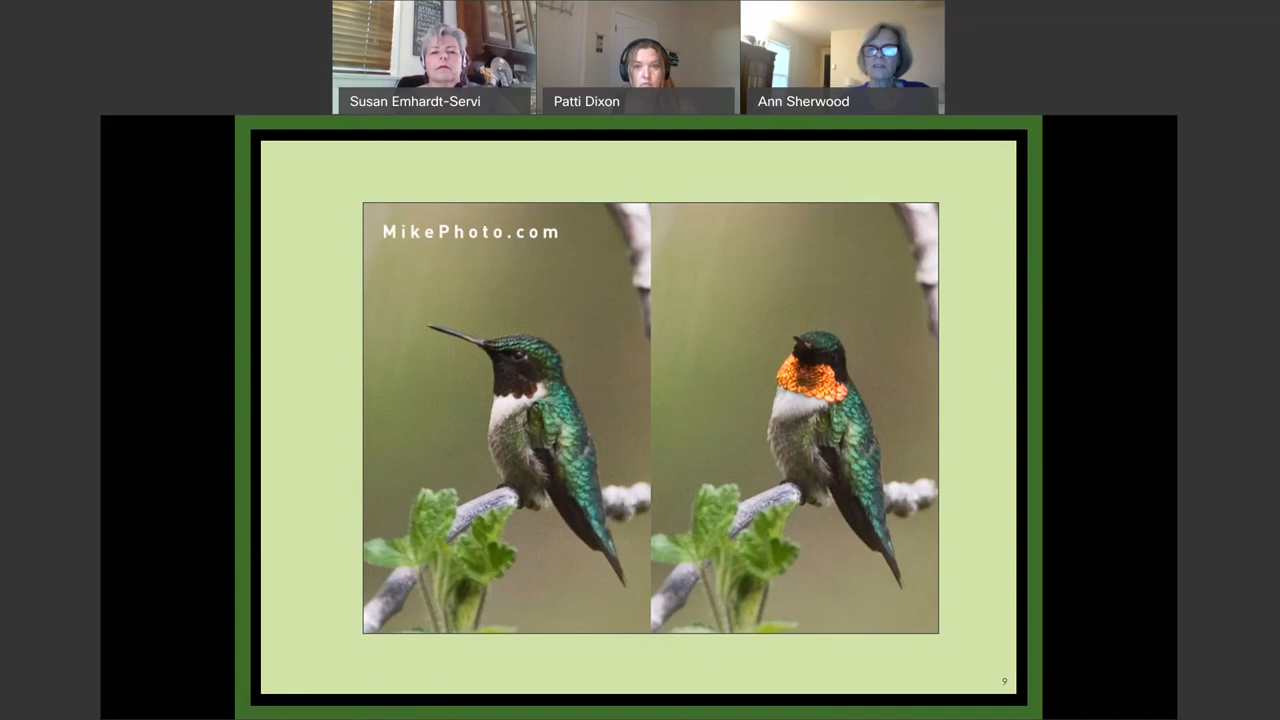 Susan Emhardt-Servi
Patti Dixon
Ann Sherwood
MikePhoto.com
9